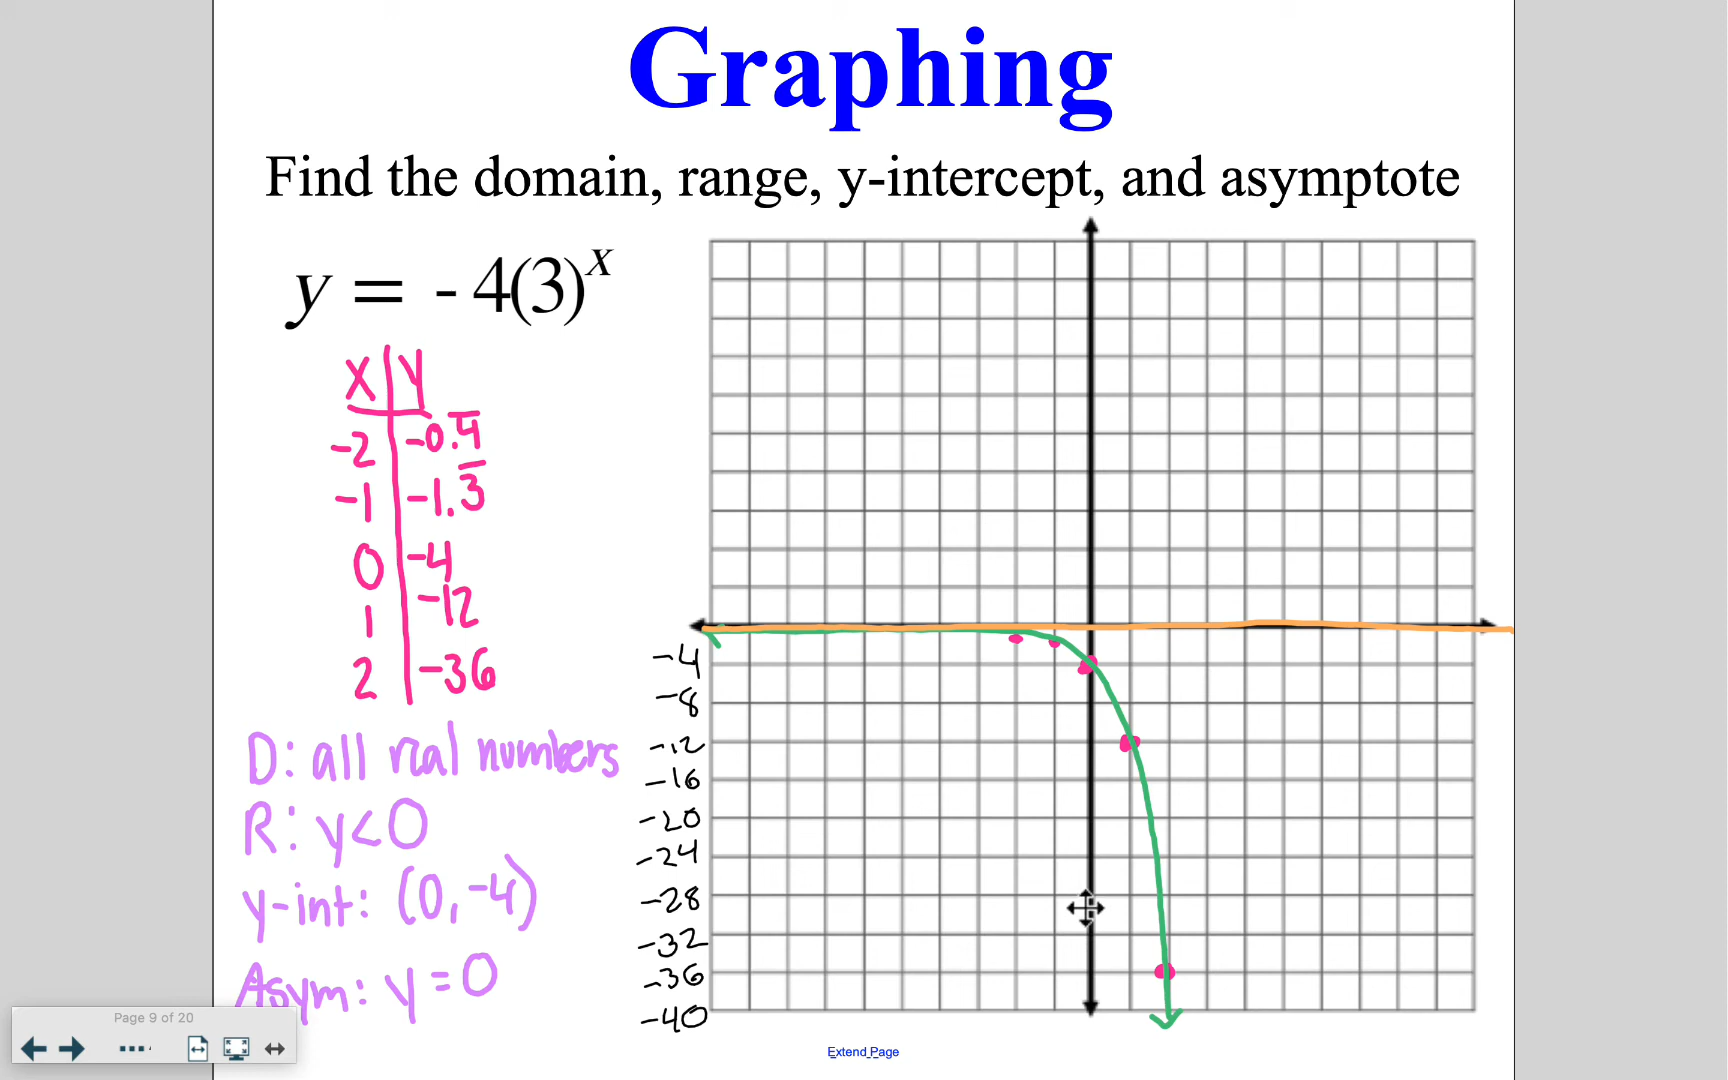 Graphing
Find the domain, range, y-intercept, and asymptote
y = - 4(3)ˣ
X | Y
-2 | -0.4̅
-1 | -1.3̅
0 | -4
1 | -12
2 | -36
D: all real numbers
R: y<0
y-int: (0, -4)
Asym: y = 0
-4
-8
-12
-16
-20
-24
-28
-32
-36
-40
Page 9 of 20
Extend Page